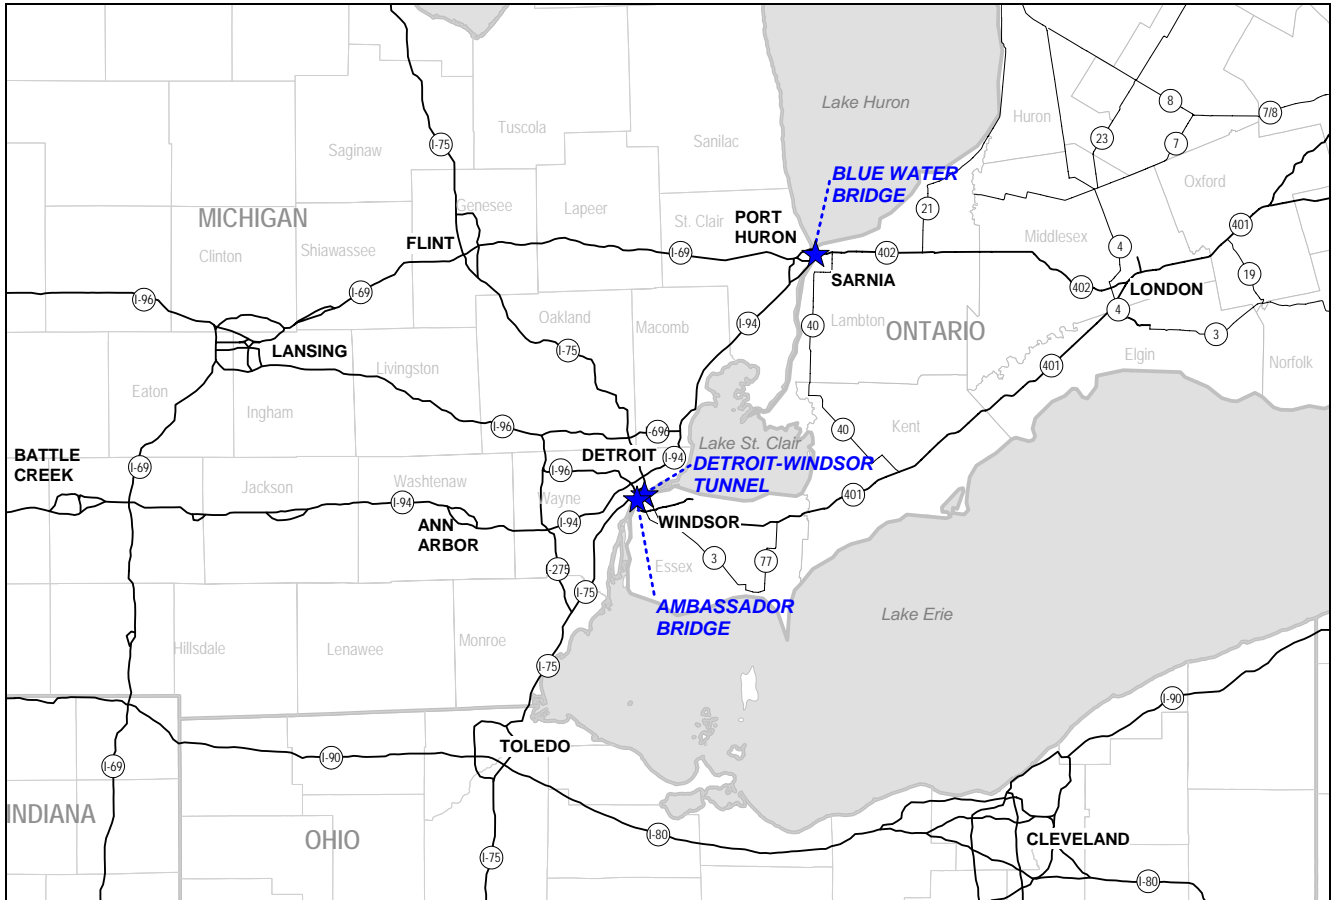 Lake Huron
8
7/8
Huron
Tuscola
23
Sanilac
I-75
7
Saginaw
BLUE WATER
BRIDGE
Oxford
Genesee
Lapeer
21
MICHIGAN
St. Clair
PORT
HURON
401
Middlesex
FLINT
4
Clinton
Shiawassee
I-69
402
19
SARNIA
402
LONDON
I-96
I-69
4
Oakland
Macomb
I-94
40
Lambton
ONTARIO
3
LANSING
I-75
Elgin
Norfolk
401
Livingston
Eaton
Ingham
I-96
-696
40
Kent
Lake St. Clair
BATTLE
CREEK
DETROIT
I-94
DETROIT-WINDSOR
TUNNEL
I-69
I-96
Jackson
Washtenaw
Wayne
401
I-94
ANN
ARBOR
I-94
WINDSOR
3
77
Essex
I-275
I-75
AMBASSADOR
BRIDGE
Lake Erie
Hillsdale
Lenawee
Monroe
I-75
I-90
TOLEDO
I-90
I-69
INDIANA
OHIO
I-80
CLEVELAND
I-75
I-80